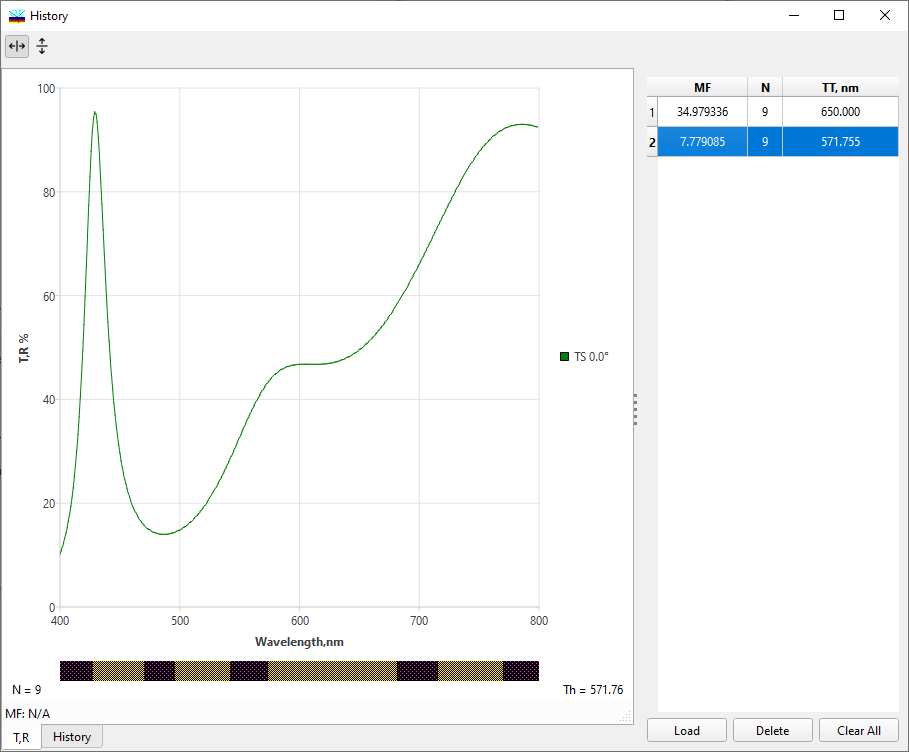 History
MF N TT, nm
1 34.979336 9 650.000
2 7.779085 9 571.755
100
80
60
40
20
0
T,R %
400 500 600 700 800
Wavelength,nm
TS 0.0°
N = 9 Th = 571.76
MF: N/A
T,R History
Load Delete Clear All